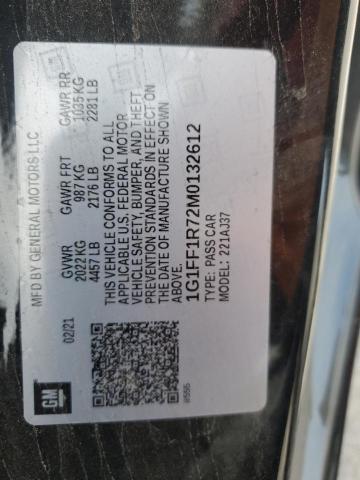 MFD BY GENERAL MOTORS LLC
02/21 GVWR GAWR FRT GAWR RR
2022 KG 987 KG 1035 KG
4457 LB 2176 LB 2281 LB
THIS VEHICLE CONFORMS TO ALL
APPLICABLE U.S. FEDERAL MOTOR
VEHICLE SAFETY, BUMPER, AND THEFT
PREVENTION STANDARDS IN EFFECT ON
THE DATE OF MANUFACTURE SHOWN
ABOVE.
1G1FF1R72M0132612
TYPE: PASS CAR
MODEL: 221AJ37
GM